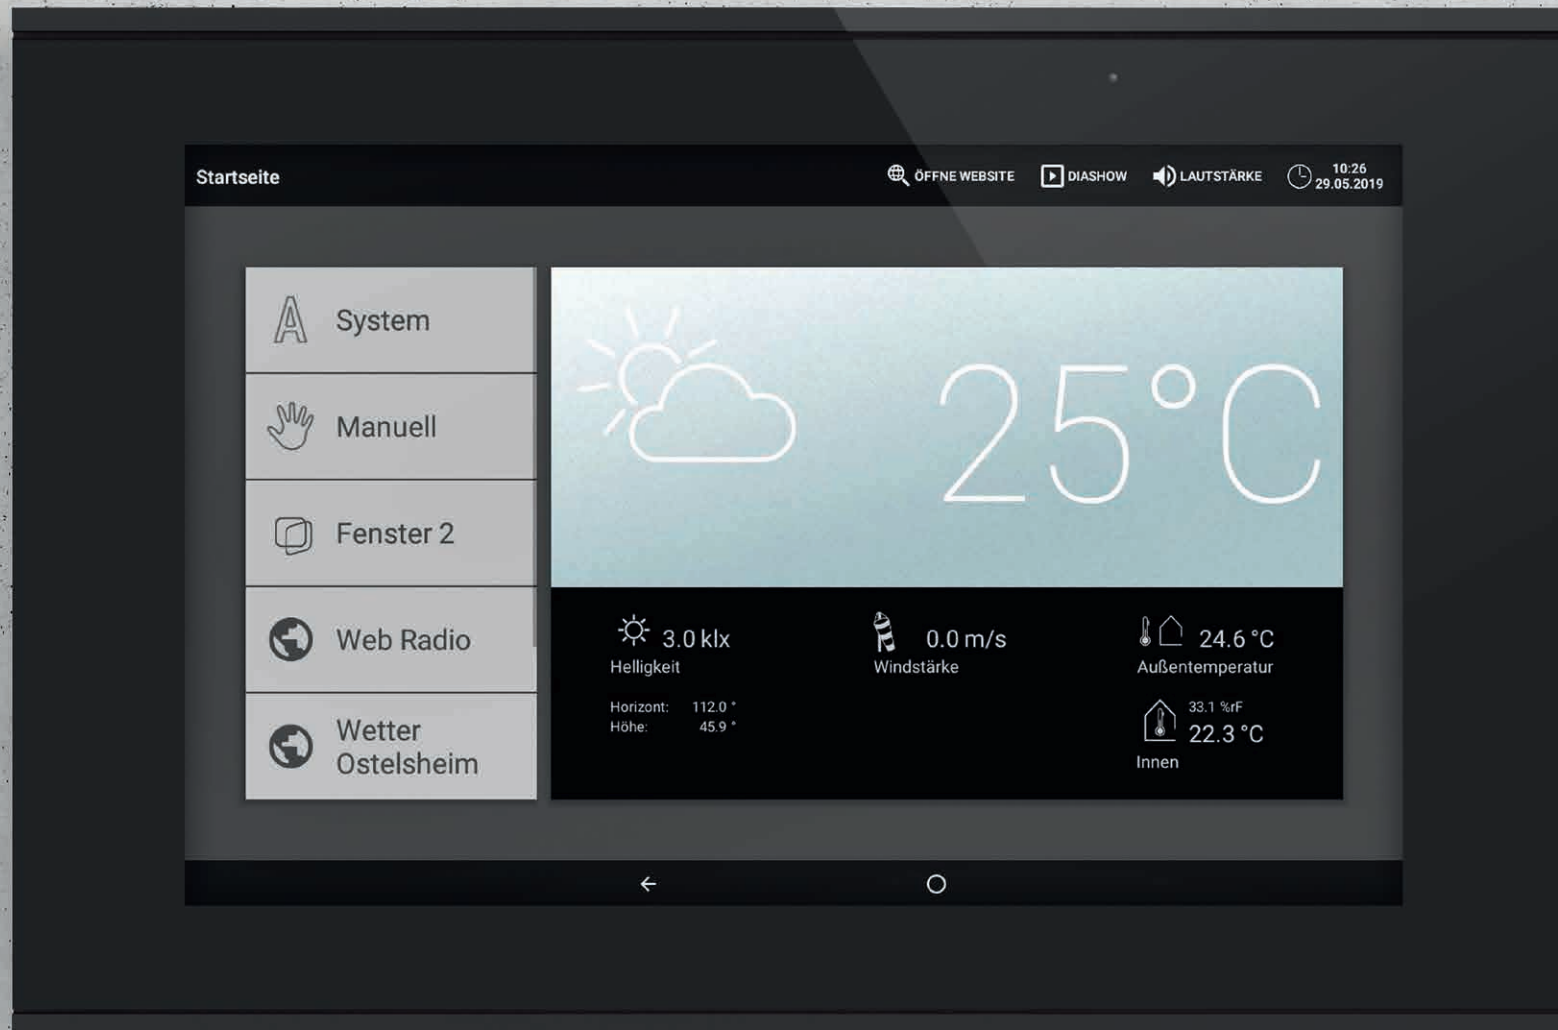 Startseite
ÖFFNE WEBSITE
DIASHOW
LAUTSTÄRKE
10:26
29.05.2019
System
Manuell
Fenster 2
Web Radio
Wetter
Ostelsheim
25°C
3.0 klx
Helligkeit
Horizont: 112.0 °
Höhe: 45.9 °
0.0 m/s
Windstärke
24.6 °C
Außentemperatur
33.1 %rF
22.3 °C
Innen